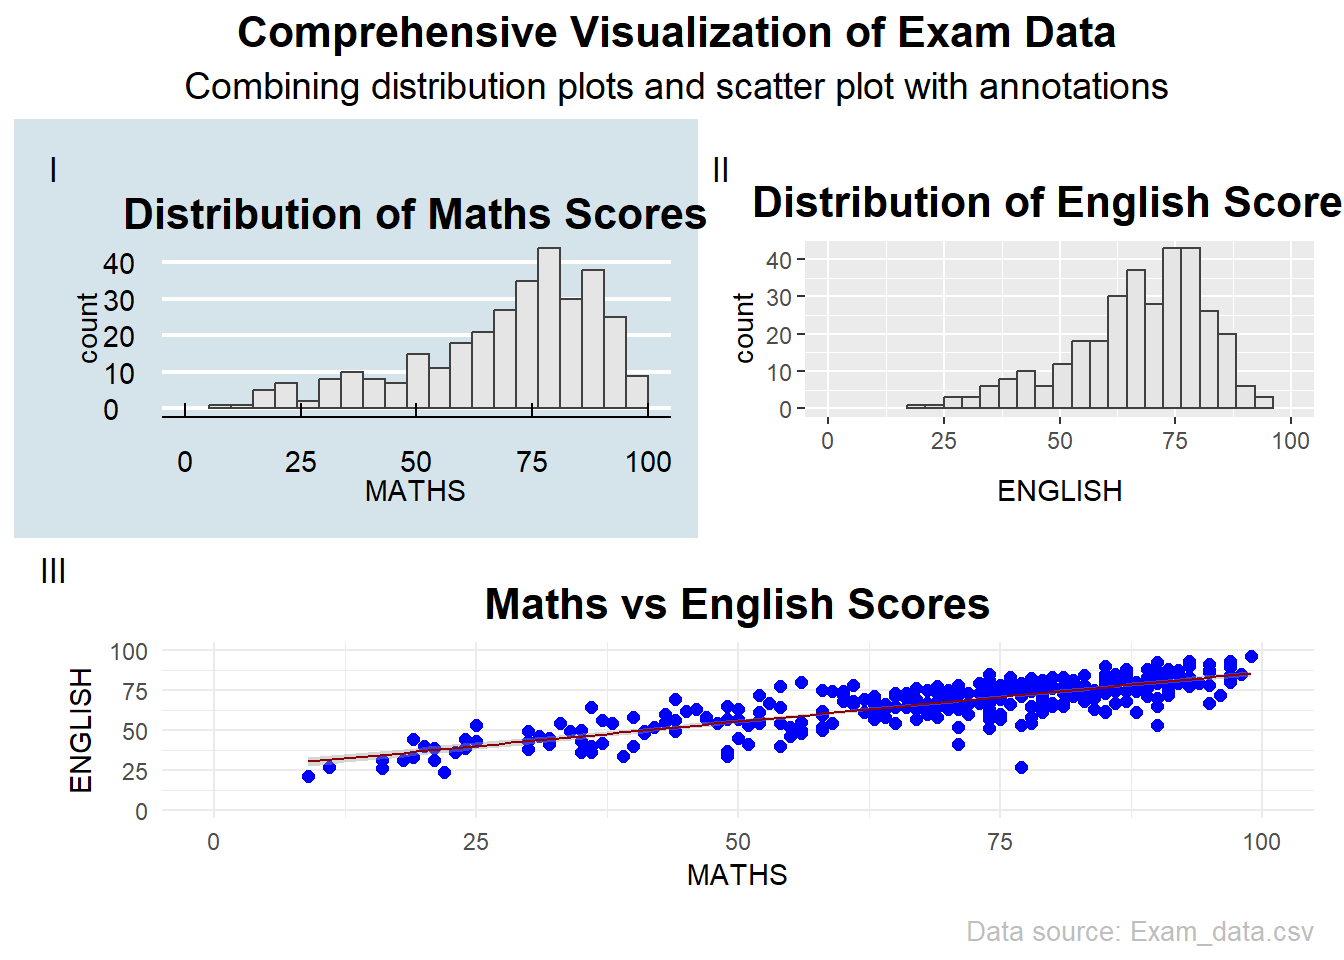 Comprehensive Visualization of Exam Data
Combining distribution plots and scatter plot with annotations
I
Distribution of Maths Scores
count
40
30
20
10
0
0 25 50 75 100
MATHS
II
Distribution of English Score
count
40
30
20
10
0
0 25 50 75 100
ENGLISH
III
Maths vs English Scores
ENGLISH
100
75
50
25
0
0 25 50 75 100
MATHS
Data source: Exam_data.csv